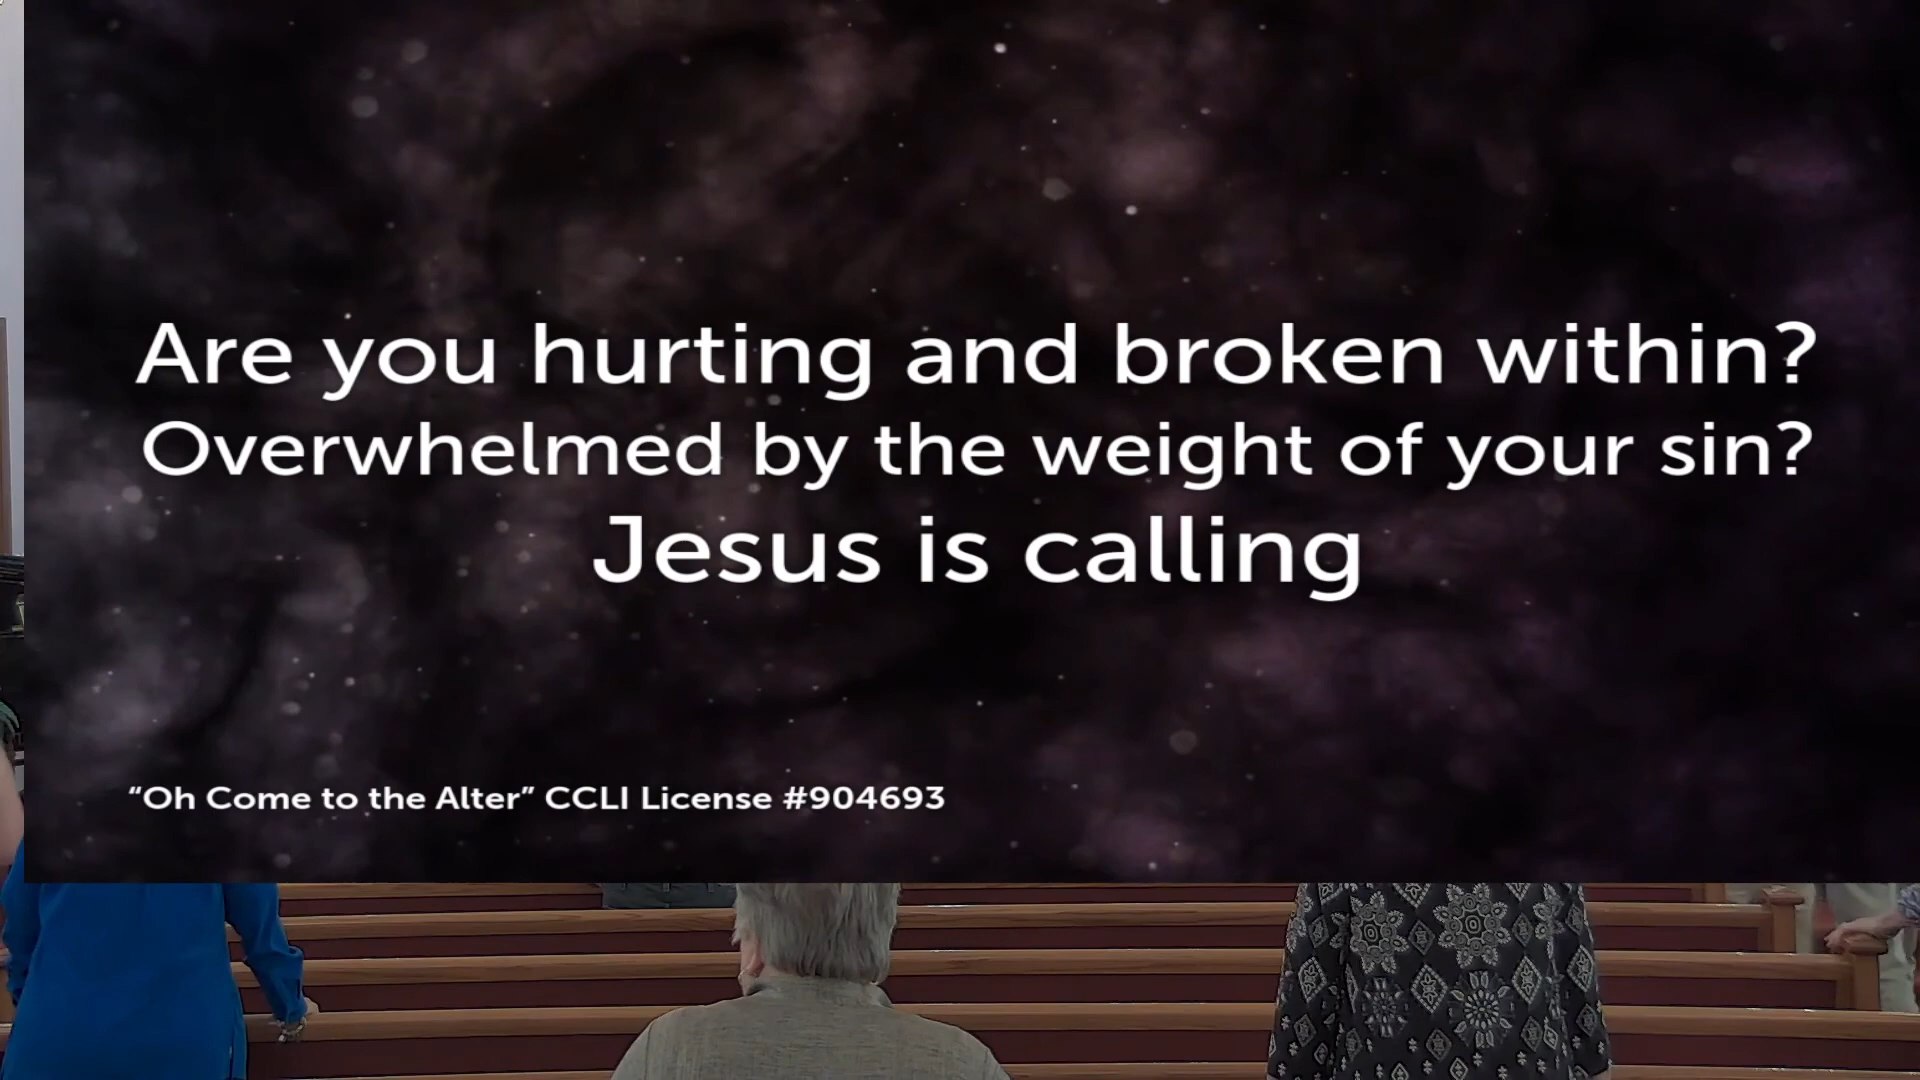 Are you hurting and broken within?
Overwhelmed by the weight of your sin?
Jesus is calling
“Oh Come to the Alter” CCLI License #904693